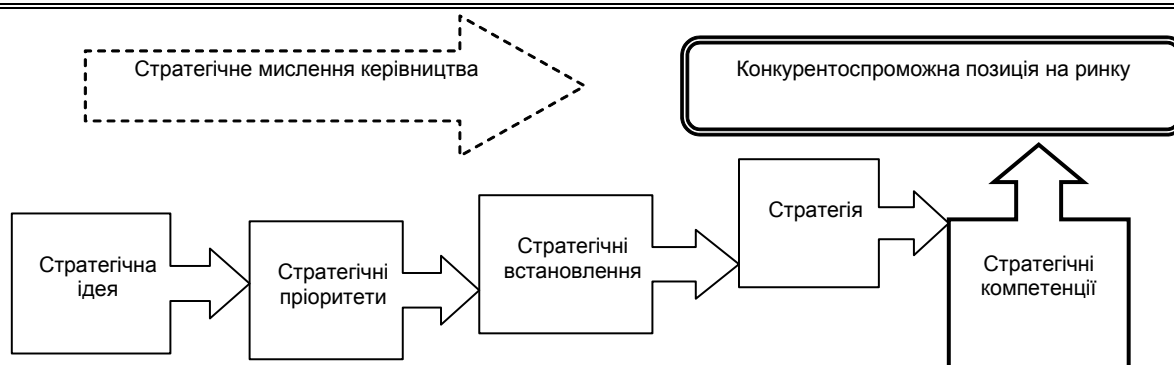 Стратегічне мислення керівництва
Конкурентоспроможна позиція на ринку
Стратегічна
ідея
Стратегічні
пріоритети
Стратегічні
встановлення
Стратегія
Стратегічні
компетенції